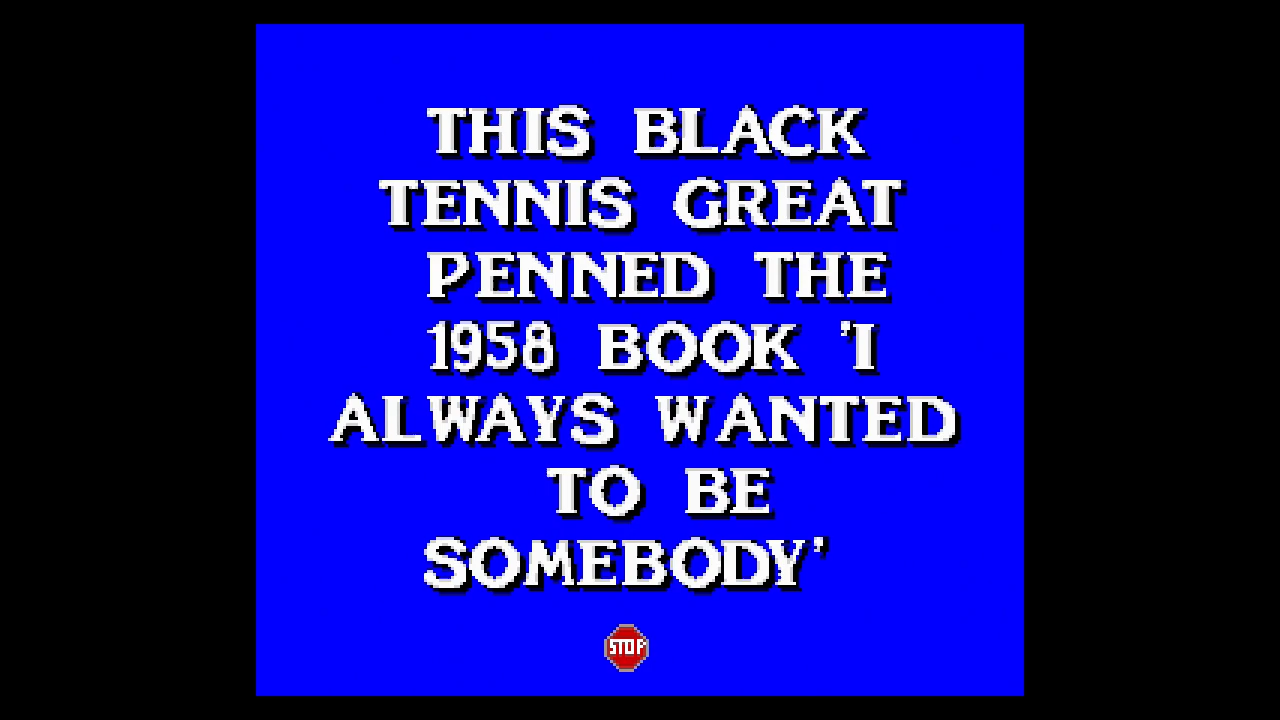 THIS BLACK
TENNIS GREAT
PENNED THE
1958 BOOK 'I
ALWAYS WANTED
TO BE
SOMEBODY'
STOP